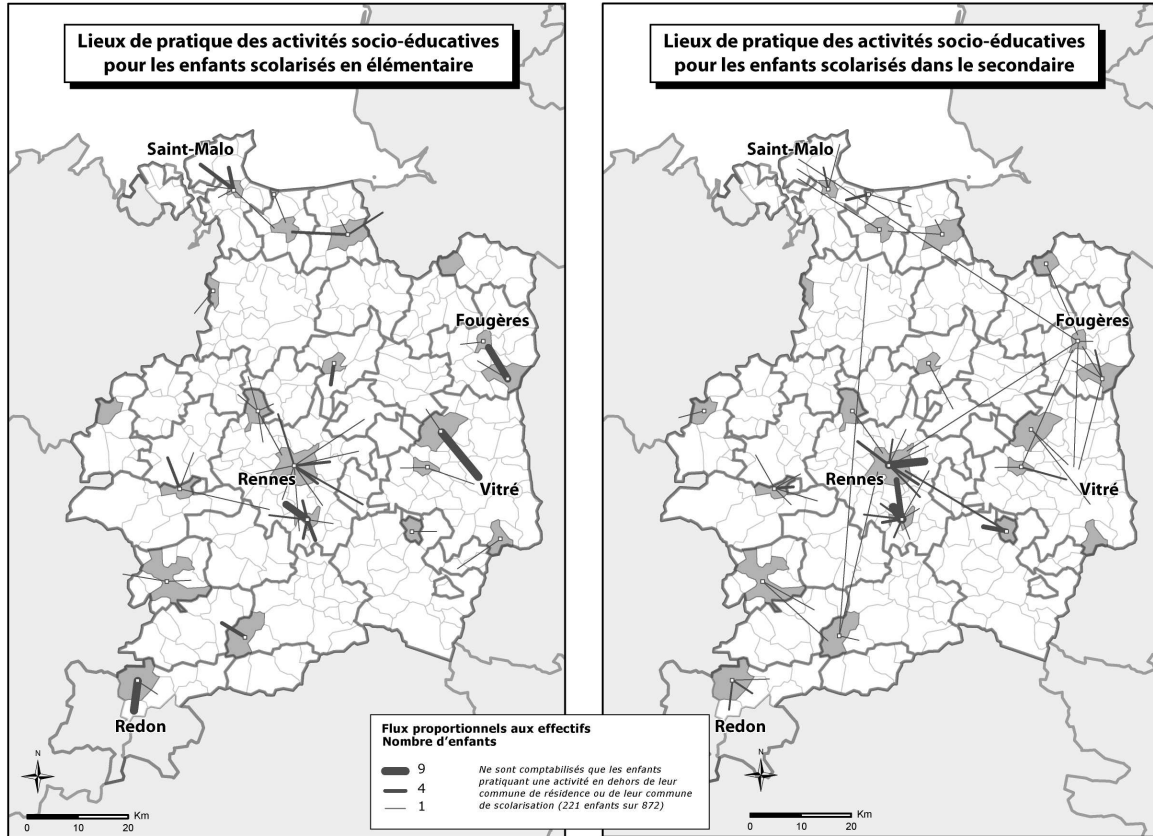 Lieux de pratique des activités socio-éducatives
pour les enfants scolarisés en élémentaire
Saint-Malo
Fougères
Rennes
Vitré
Redon
N
0 10 20 Km
Lieux de pratique des activités socio-éducatives
pour les enfants scolarisés dans le secondaire
Saint-Malo
Fougères
Rennes
Vitré
Redon
N
0 10 20 Km
Flux proportionnels aux effectifs
Nombre d'enfants
9
4
1
Ne sont comptabilisés que les enfants
pratiquant une activité en dehors de leur
commune de résidence ou de leur commune
de scolarisation (221 enfants sur 872)